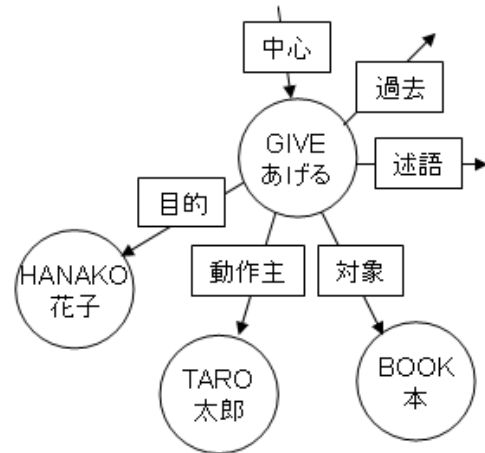 中心
過去
GIVE
あげる
述語
目的
HANAKO
花子
動作主
対象
TARO
太郎
BOOK
本